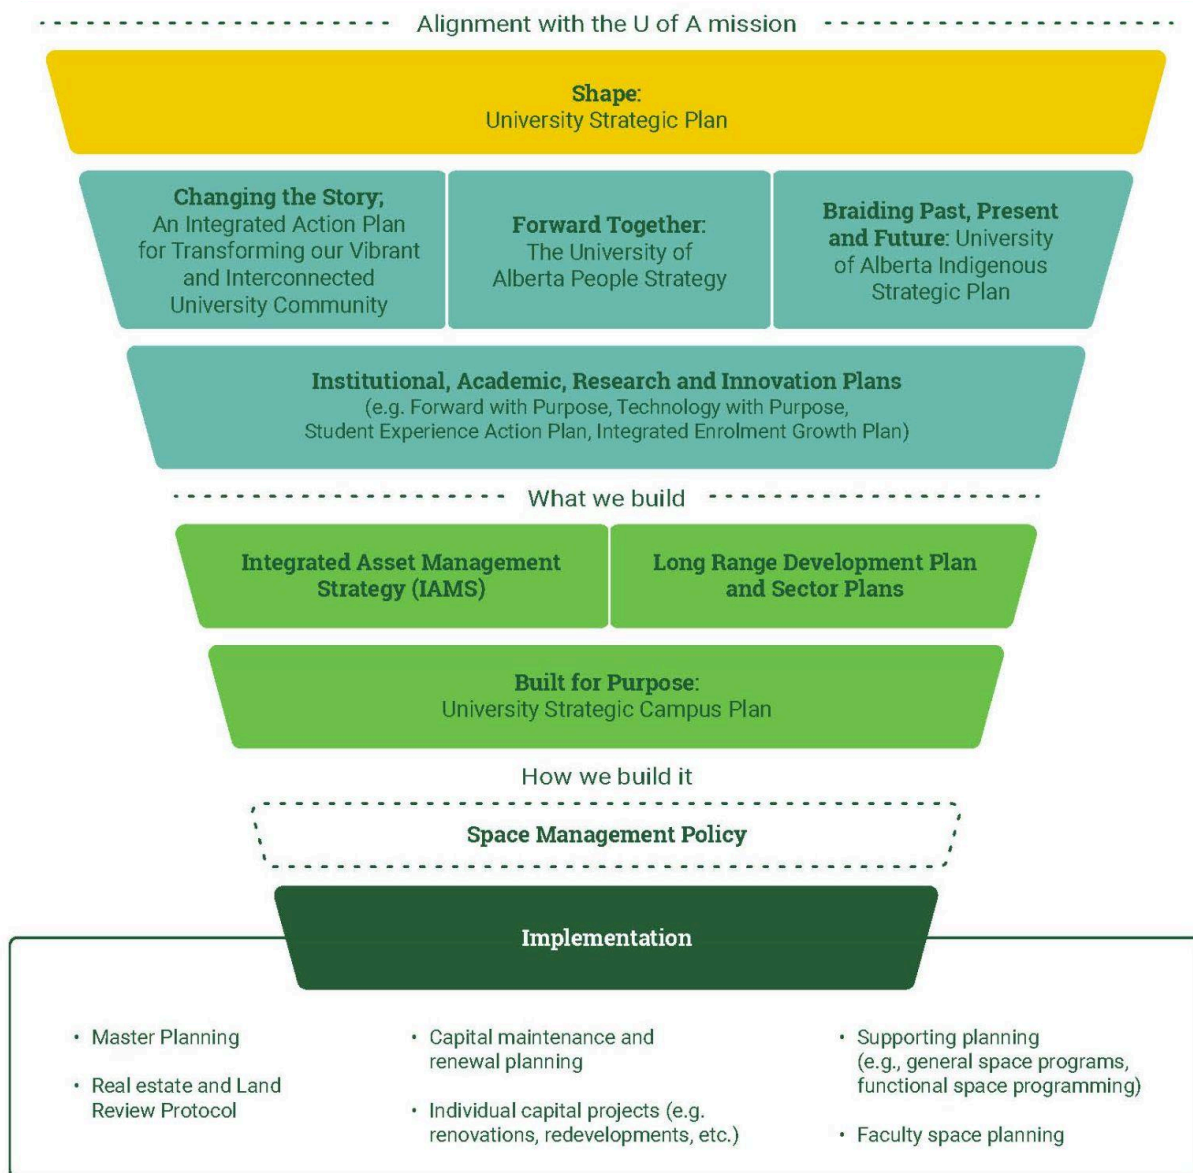 Alignment with the U of A mission
Shape:
University Strategic Plan
Changing the Story;
An Integrated Action Plan
for Transforming our Vibrant
and Interconnected
University Community
Forward Together:
The University of
Alberta People Strategy
Braiding Past, Present
and Future: University
of Alberta Indigenous
Strategic Plan
Institutional, Academic, Research and Innovation Plans
(e.g. Forward with Purpose, Technology with Purpose,
Student Experience Action Plan, Integrated Enrolment Growth Plan)
What we build
Integrated Asset Management
Strategy (IAMS)
Long Range Development Plan
and Sector Plans
Built for Purpose:
University Strategic Campus Plan
How we build it
Space Management Policy
Implementation
• Master Planning
• Real estate and Land
Review Protocol
• Capital maintenance and
renewal planning
• Individual capital projects (e.g.
renovations, redevelopments, etc.)
• Supporting planning
(e.g., general space programs,
functional space programming)
• Faculty space planning